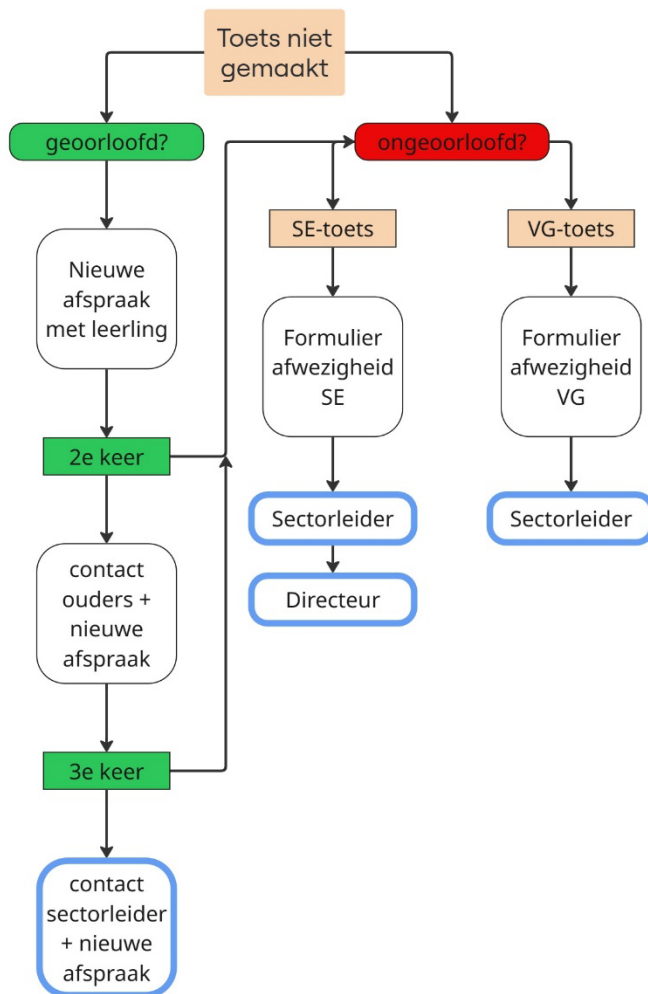 Toets niet
gemaakt
geoorloofd?
ongeoorloofd?
SE-toets
VG-toets
Nieuwe
afspraak
met leerling
Formulier
afwezigheid
SE
Formulier
afwezigheid
VG
2e keer
Sectorleider
Sectorleider
contact
ouders +
nieuwe
afspraak
Directeur
3e keer
contact
sectorleider
+ nieuwe
afspraak